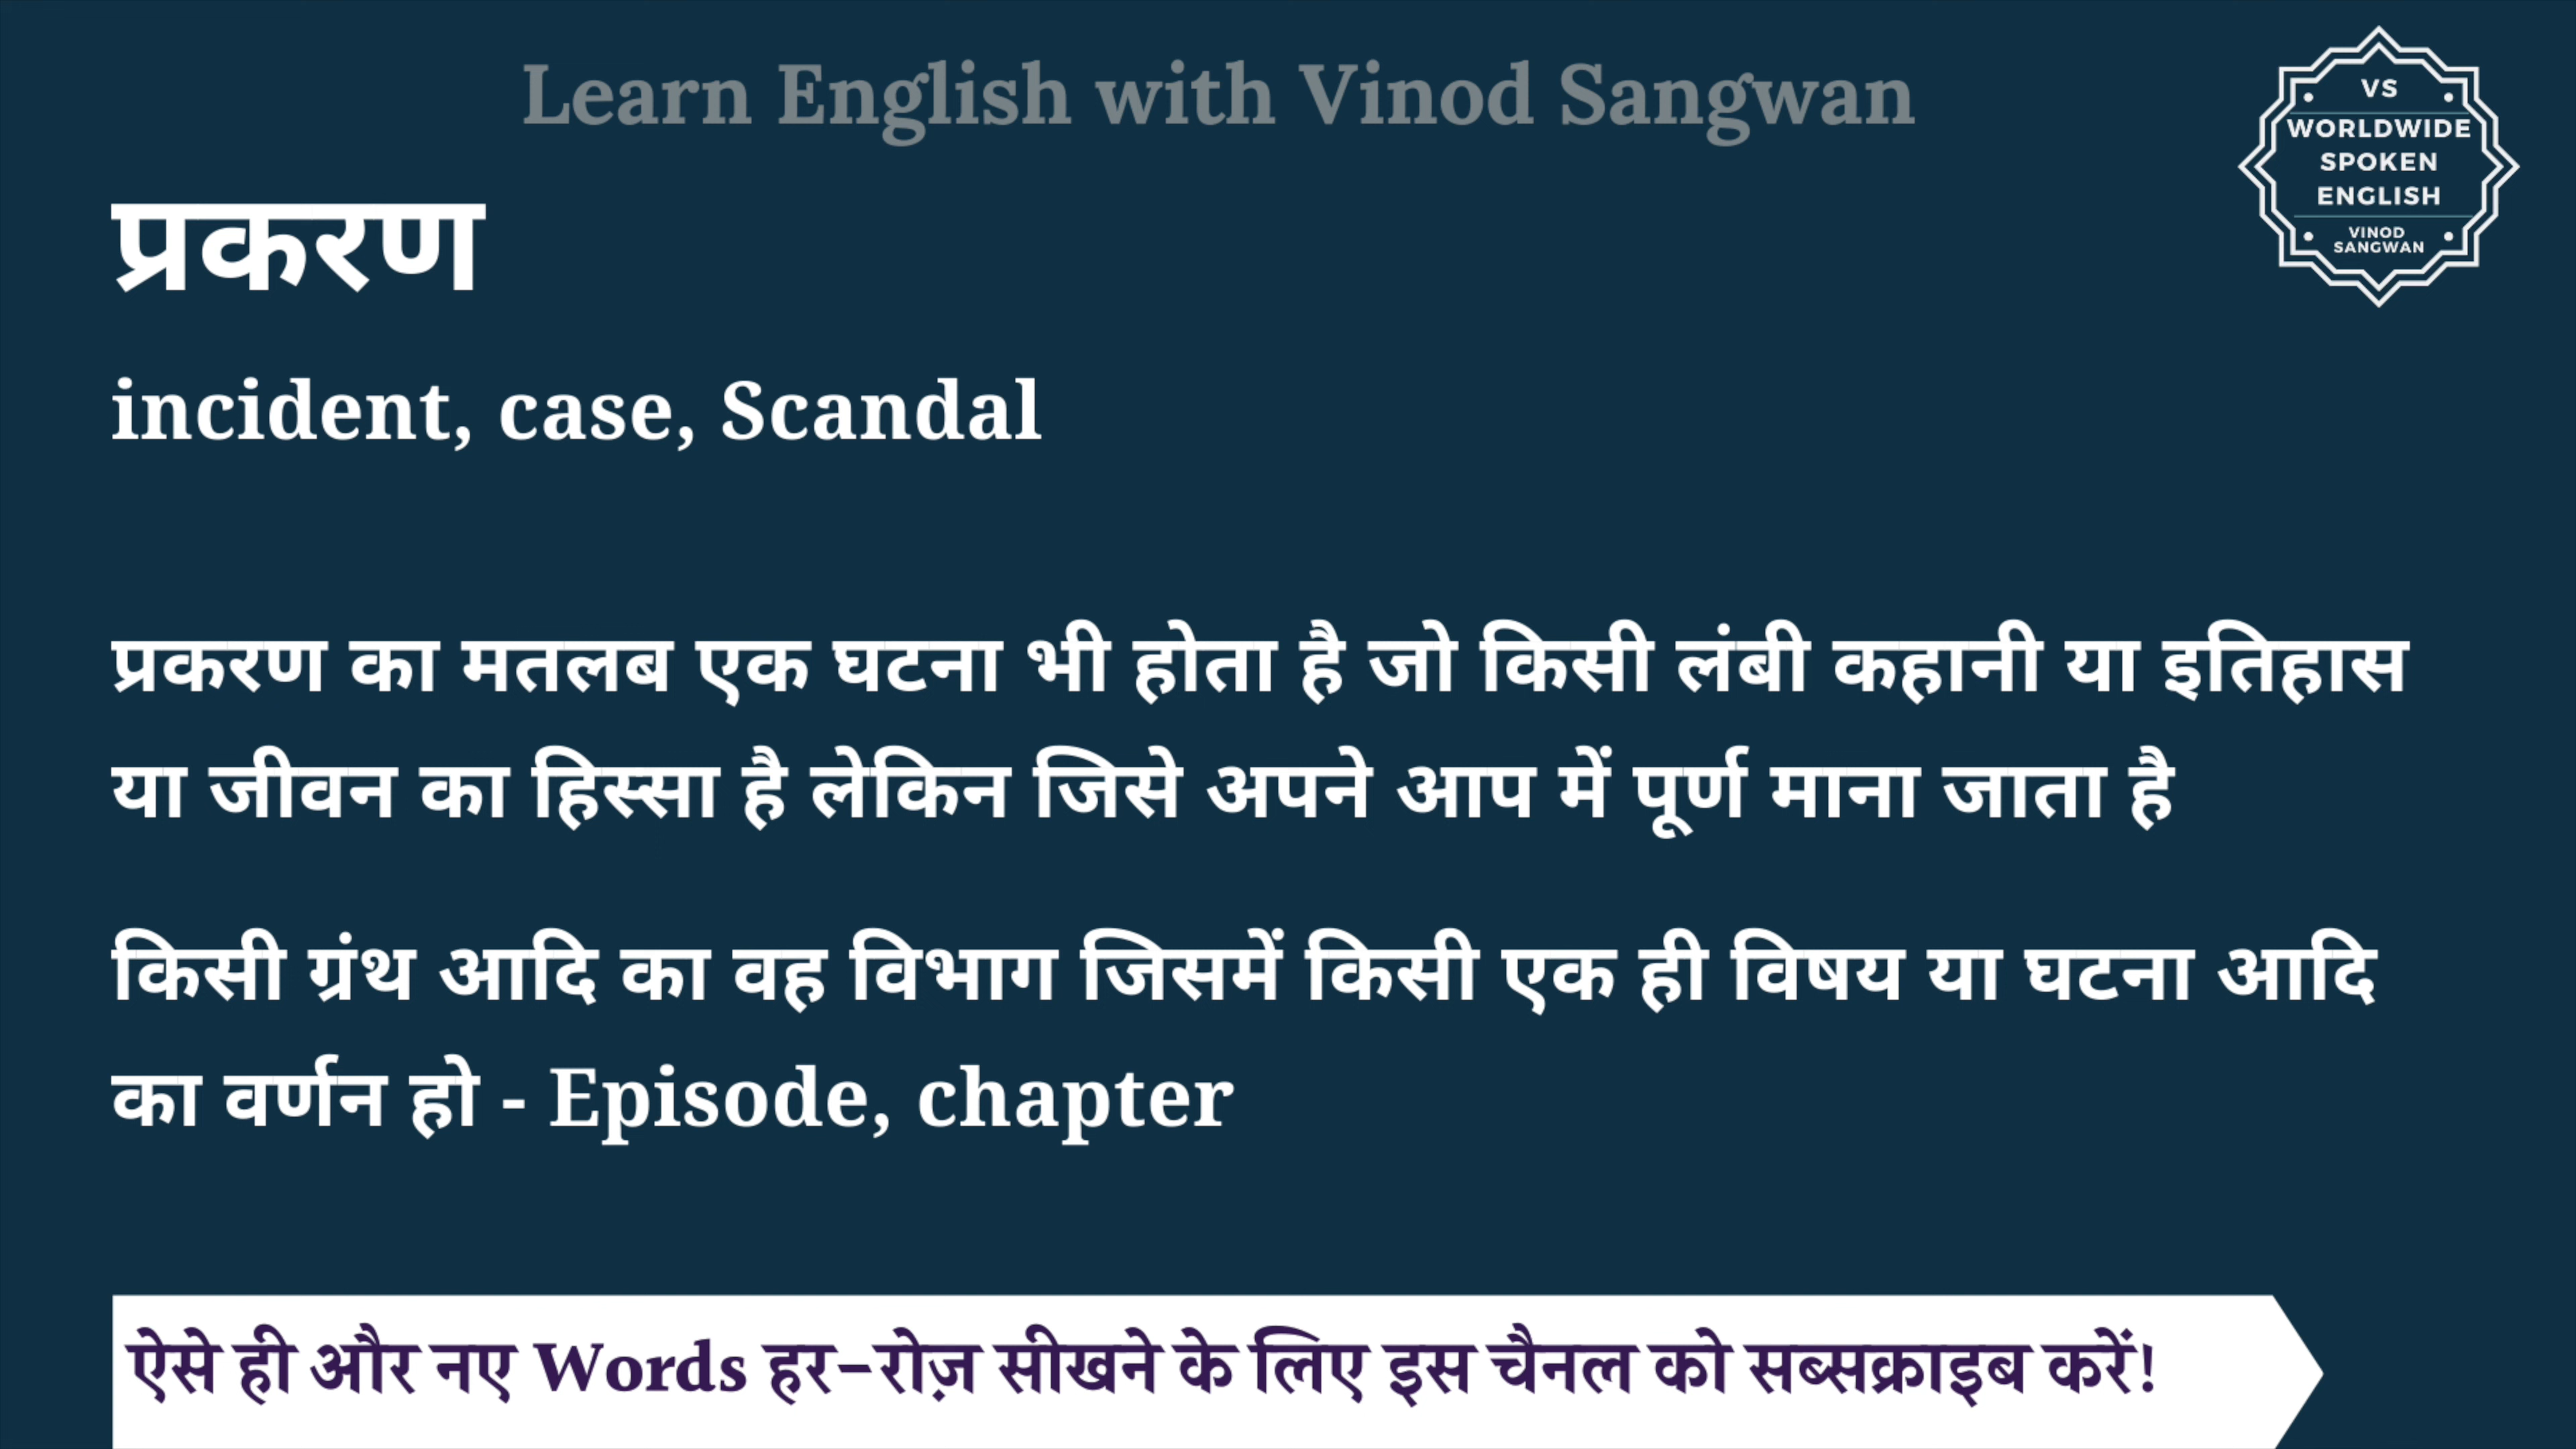 Learn English with Vinod Sangwan
VS
WORLDWIDE
SPOKEN
ENGLISH
VINOD
SANGWAN
प्रकरण
incident, case, Scandal
प्रकरण का मतलब एक घटना भी होता है जो किसी लंबी कहानी या इतिहास
या जीवन का हिस्सा है लेकिन जिसे अपने आप में पूर्ण माना जाता है
किसी ग्रंथ आदि का वह विभाग जिसमें किसी एक ही विषय या घटना आदि
का वर्णन हो - Episode, chapter
ऐसे ही और नए Words हर-रोज़ सीखने के लिए इस चैनल को सब्सक्राइब करें!